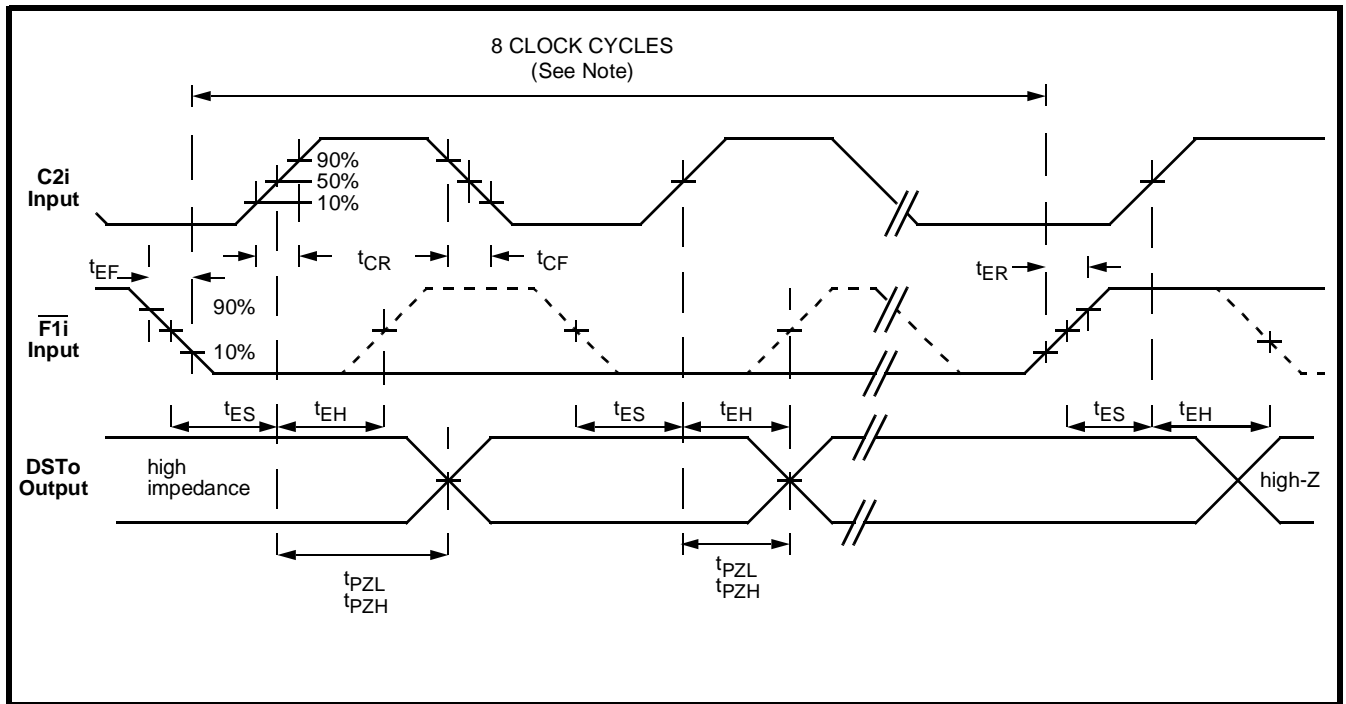 8 CLOCK CYCLES
(See Note)
C2i
Input
90%
50%
10%
tEF
tCR
tCF
tER
F1i
Input
90%
10%
tES
tEH
tES
tEH
tES
tEH
DSTo
Output
high
impedance
high-Z
tPZL
tPZH
tPZL
tPZH